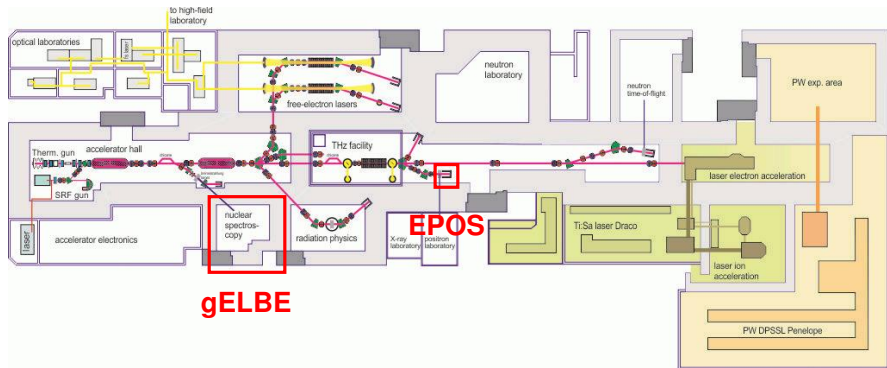 to high-field
laboratory
optical laboratories
fs laser
neutron
laboratory
PW exp. area
free-electron lasers
neutron
time-of-flight
accelerator hall
Therm. gun
THz facility
SRF gun
laser electron acceleration
laser
accelerator electronics
nuclear
spectros-
copy
radiation physics
EPOS
X-ray
laboratory
positron laboratory
Ti:Sa laser Draco
laser ion
acceleration
gELBE
PW DPSSL Penelope